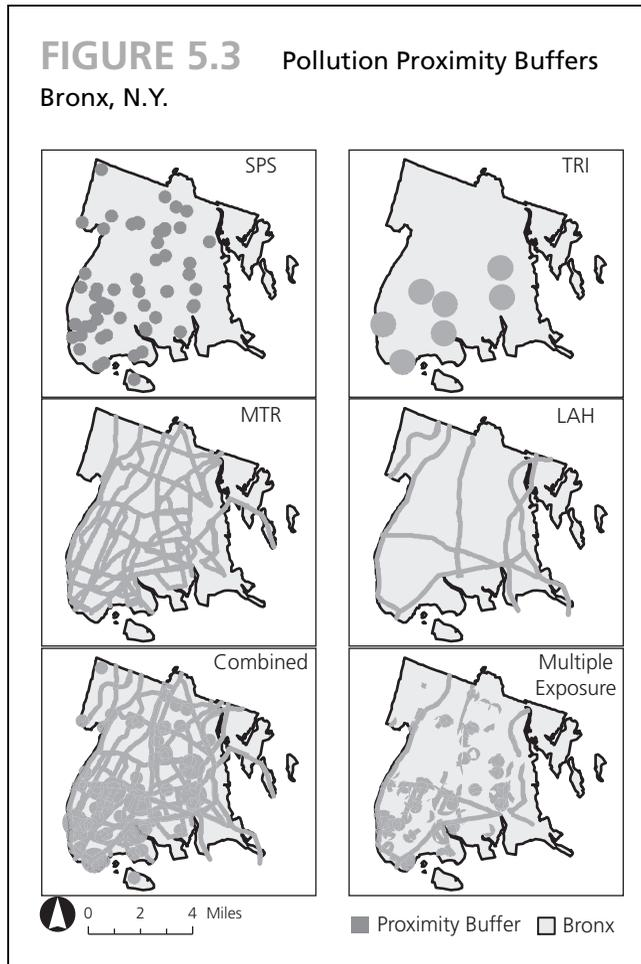 FIGURE 5.3 Pollution Proximity Buffers
Bronx, N.Y.
SPS
TRI
MTR
LAH
Combined
Multiple
Exposure
0 2 4 Miles
Proximity Buffer Bronx